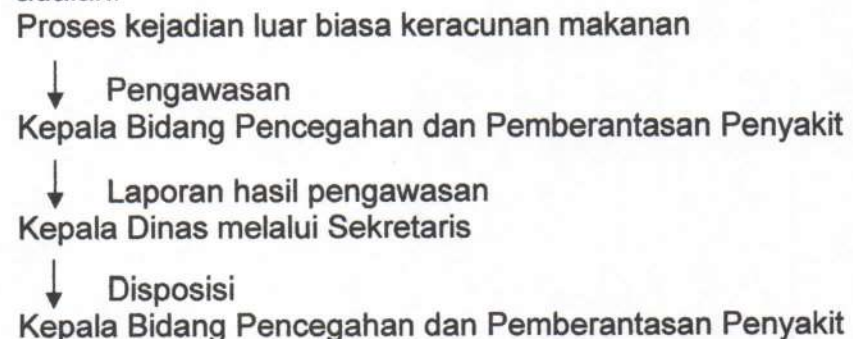 Proses kejadian luar biasa keracunan makanan
Pengawasan
Kepala Bidang Pencegahan dan Pemberantasan Penyakit
Laporan hasil pengawasan
Kepala Dinas melalui Sekretaris
Disposisi
Kepala Bidang Pencegahan dan Pemberantasan Penyakit